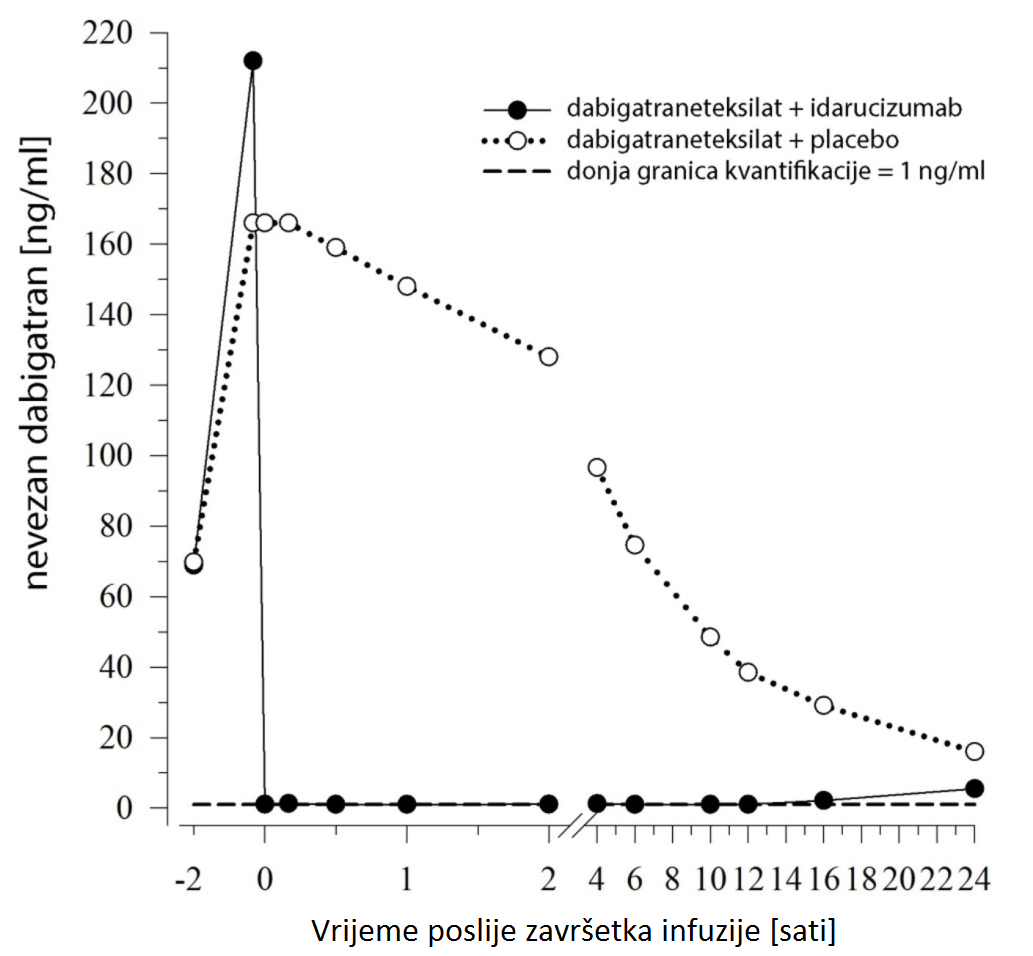 220
200
180
160
140
120
100
80
60
40
20
0
nevezan dabigatran [ng/ml]
dabigatraneteksilat + idarucizumab
dabigatraneteksilat + placebo
donja granica kvantifikacije = 1 ng/ml
-2 0 1 2 4 6 8 10 12 14 16 18 20 22 24
Vrijeme poslije završetka infuzije [sati]